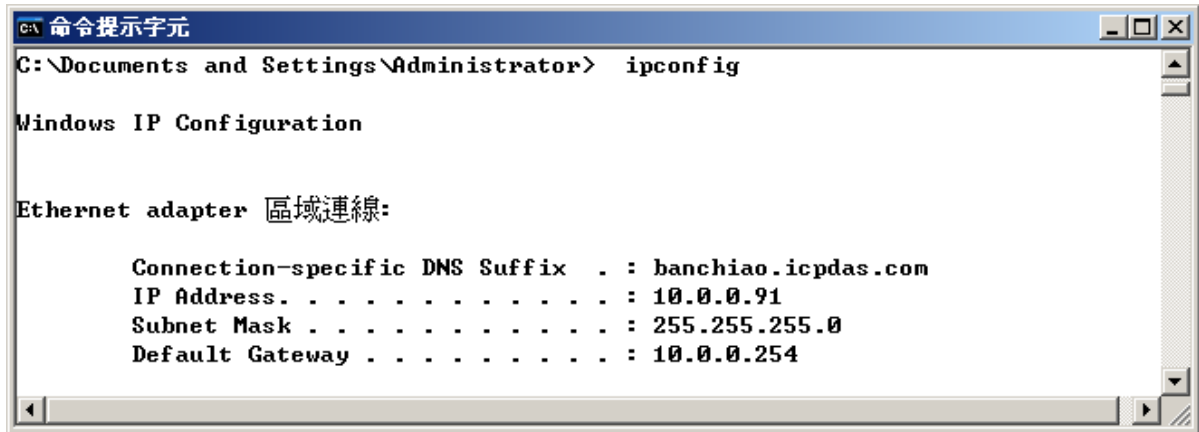 命令提示字元
C:\Documents and Settings\Administrator>  ipconfig
Windows IP Configuration
Ethernet adapter 區域連線:
Connection-specific DNS Suffix  . : banchiao.icpdas.com
IP Address. . . . . . . . . . . . : 10.0.0.91
Subnet Mask . . . . . . . . . . . : 255.255.255.0
Default Gateway . . . . . . . . . : 10.0.0.254